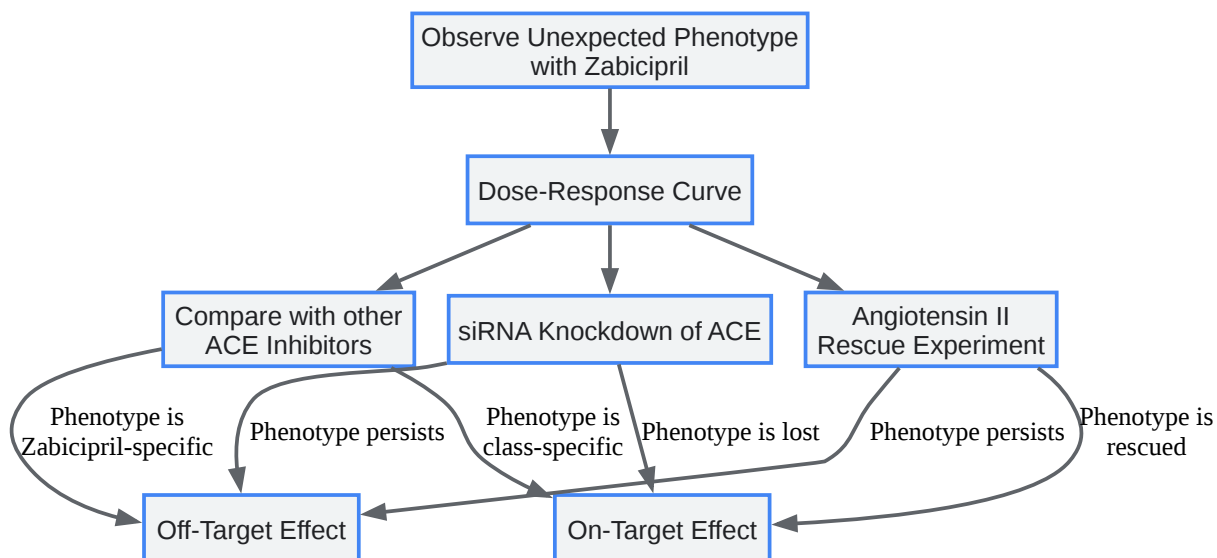 Observe Unexpected Phenotype
with Zabicipril
Dose-Response Curve
Compare with other
ACE Inhibitors
siRNA Knockdown of ACE
Angiotensin II
Rescue Experiment
Phenotype is
Zabicipril-specific
Phenotype persists
Phenotype is
class-specific
Phenotype is lost
Phenotype persists
Phenotype is
rescued
Off-Target Effect
On-Target Effect